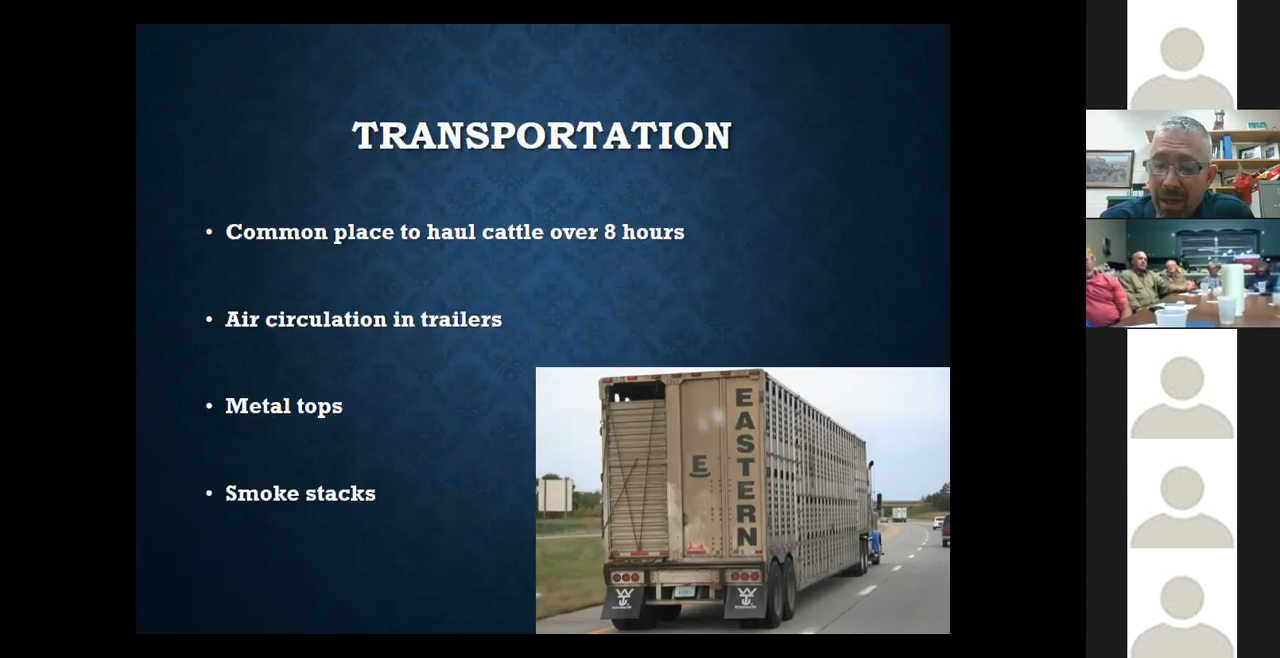 TRANSPORTATION
• Common place to haul cattle over 8 hours
• Air circulation in trailers
• Metal tops
• Smoke stacks
EASTERN
E